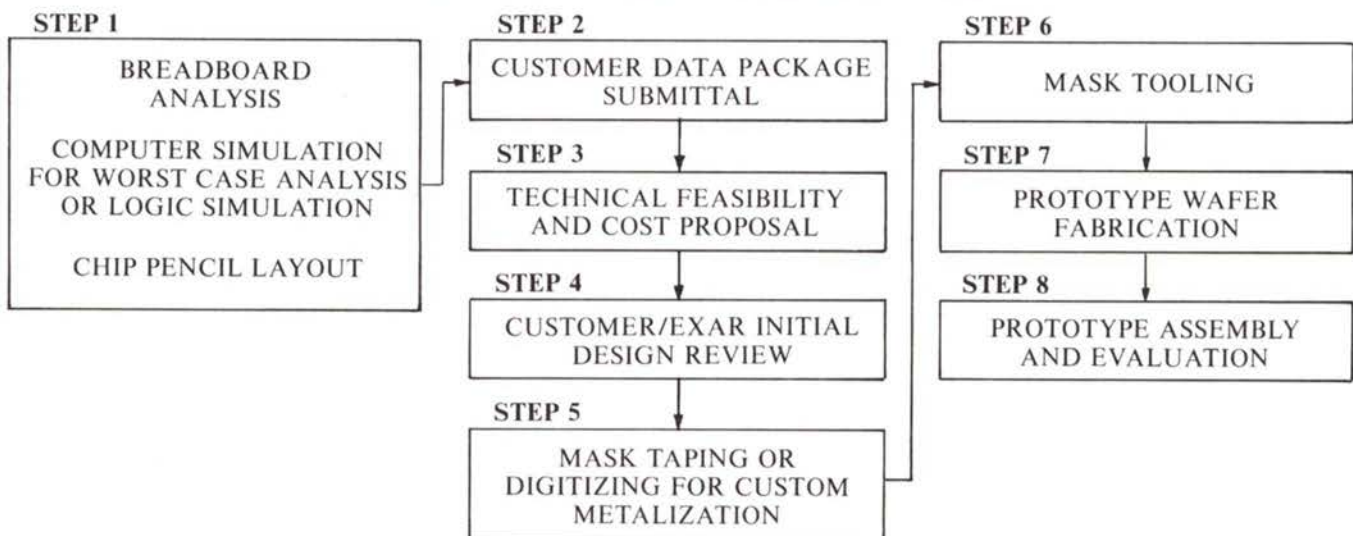 STEP 1
BREADBOARD
ANALYSIS
COMPUTER SIMULATION
FOR WORST CASE ANALYSIS
OR LOGIC SIMULATION
CHIP PENCIL LAYOUT
STEP 2
CUSTOMER DATA PACKAGE
SUBMITTAL
STEP 3
TECHNICAL FEASIBILITY
AND COST PROPOSAL
STEP 4
CUSTOMER/EXAR INITIAL
DESIGN REVIEW
STEP 5
MASK TAPING OR
DIGITIZING FOR CUSTOM
METALIZATION
STEP 6
MASK TOOLING
STEP 7
PROTOTYPE WAFER
FABRICATION
STEP 8
PROTOTYPE ASSEMBLY
AND EVALUATION